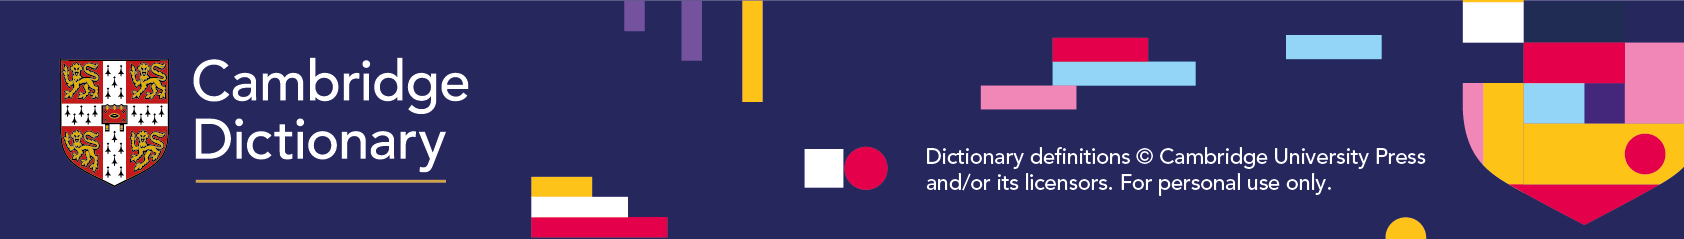 Cambridge
Dictionary
Dictionary definitions © Cambridge University Press
and/or its licensors. For personal use only.